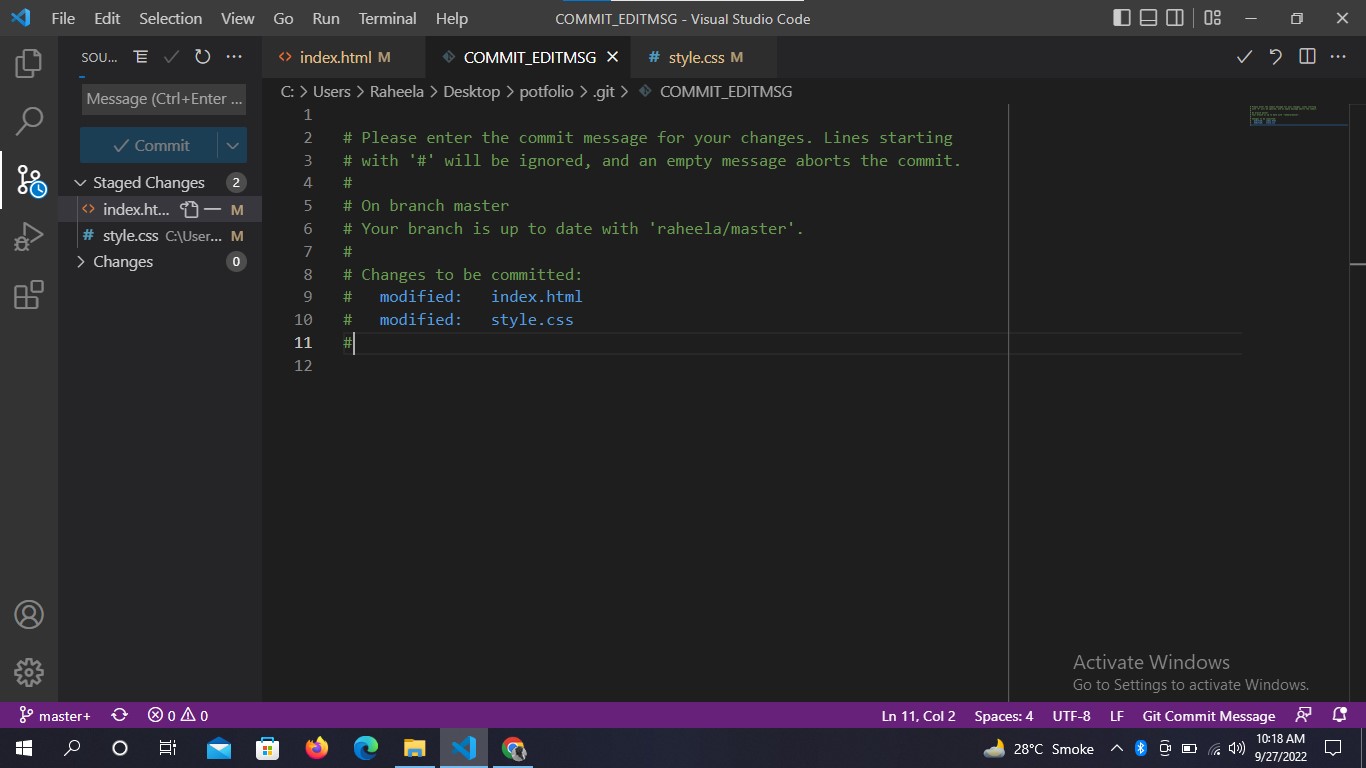 File Edit Selection View Go Run Terminal Help COMMIT_EDITMSG - Visual Studio Code
SOU...
index.html M COMMIT_EDITMSG style.css M
Message (Ctrl+Enter ...
C: > Users > Raheela > Desktop > potfolio > .git > COMMIT_EDITMSG
Commit
Staged Changes 2
index.ht... M
style.css C:\User... M
Changes 0
1
2 # Please enter the commit message for your changes. Lines starting
3 # with '#' will be ignored, and an empty message aborts the commit.
4 #
5 # On branch master
6 # Your branch is up to date with 'raheela/master'.
7 #
8 # Changes to be committed:
9 # modified: index.html
10 # modified: style.css
11 #
12
Activate Windows
Go to Settings to activate Windows.
master+ 0 0 Ln 11, Col 2 Spaces: 4 UTF-8 LF Git Commit Message
28°C Smoke
10:18 AM
9/27/2022